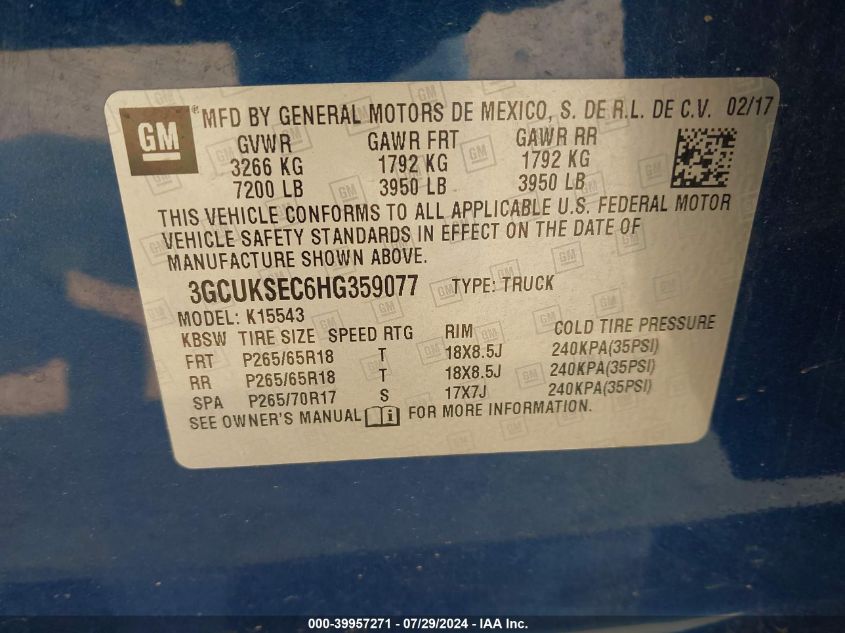 GM ® MFD BY GENERAL MOTORS DE MEXICO, S. DE R.L. DE C.V. 02/17
GVWR GAWR FRT GAWR RR
3266 KG 1792 KG 1792 KG
7200 LB 3950 LB 3950 LB
THIS VEHICLE CONFORMS TO ALL APPLICABLE U.S. FEDERAL MOTOR
VEHICLE SAFETY STANDARDS IN EFFECT ON THE DATE OF
MANUFACTURE SHOWN ABOVE.
3GCUKSEC6HG359077 TYPE: TRUCK
MODEL: K15543
KBSW TIRE SIZE SPEED RTG RIM COLD TIRE PRESSURE
FRT P265/65R18 T 18X8.5J 240KPA(35PSI)
RR P265/65R18 T 18X8.5J 240KPA(35PSI)
SPA P265/70R17 S 17X7J 240KPA(35PSI)
SEE OWNER'S MANUAL FOR MORE INFORMATION.
000-39957271 - 07/29/2024 - IAA Inc.